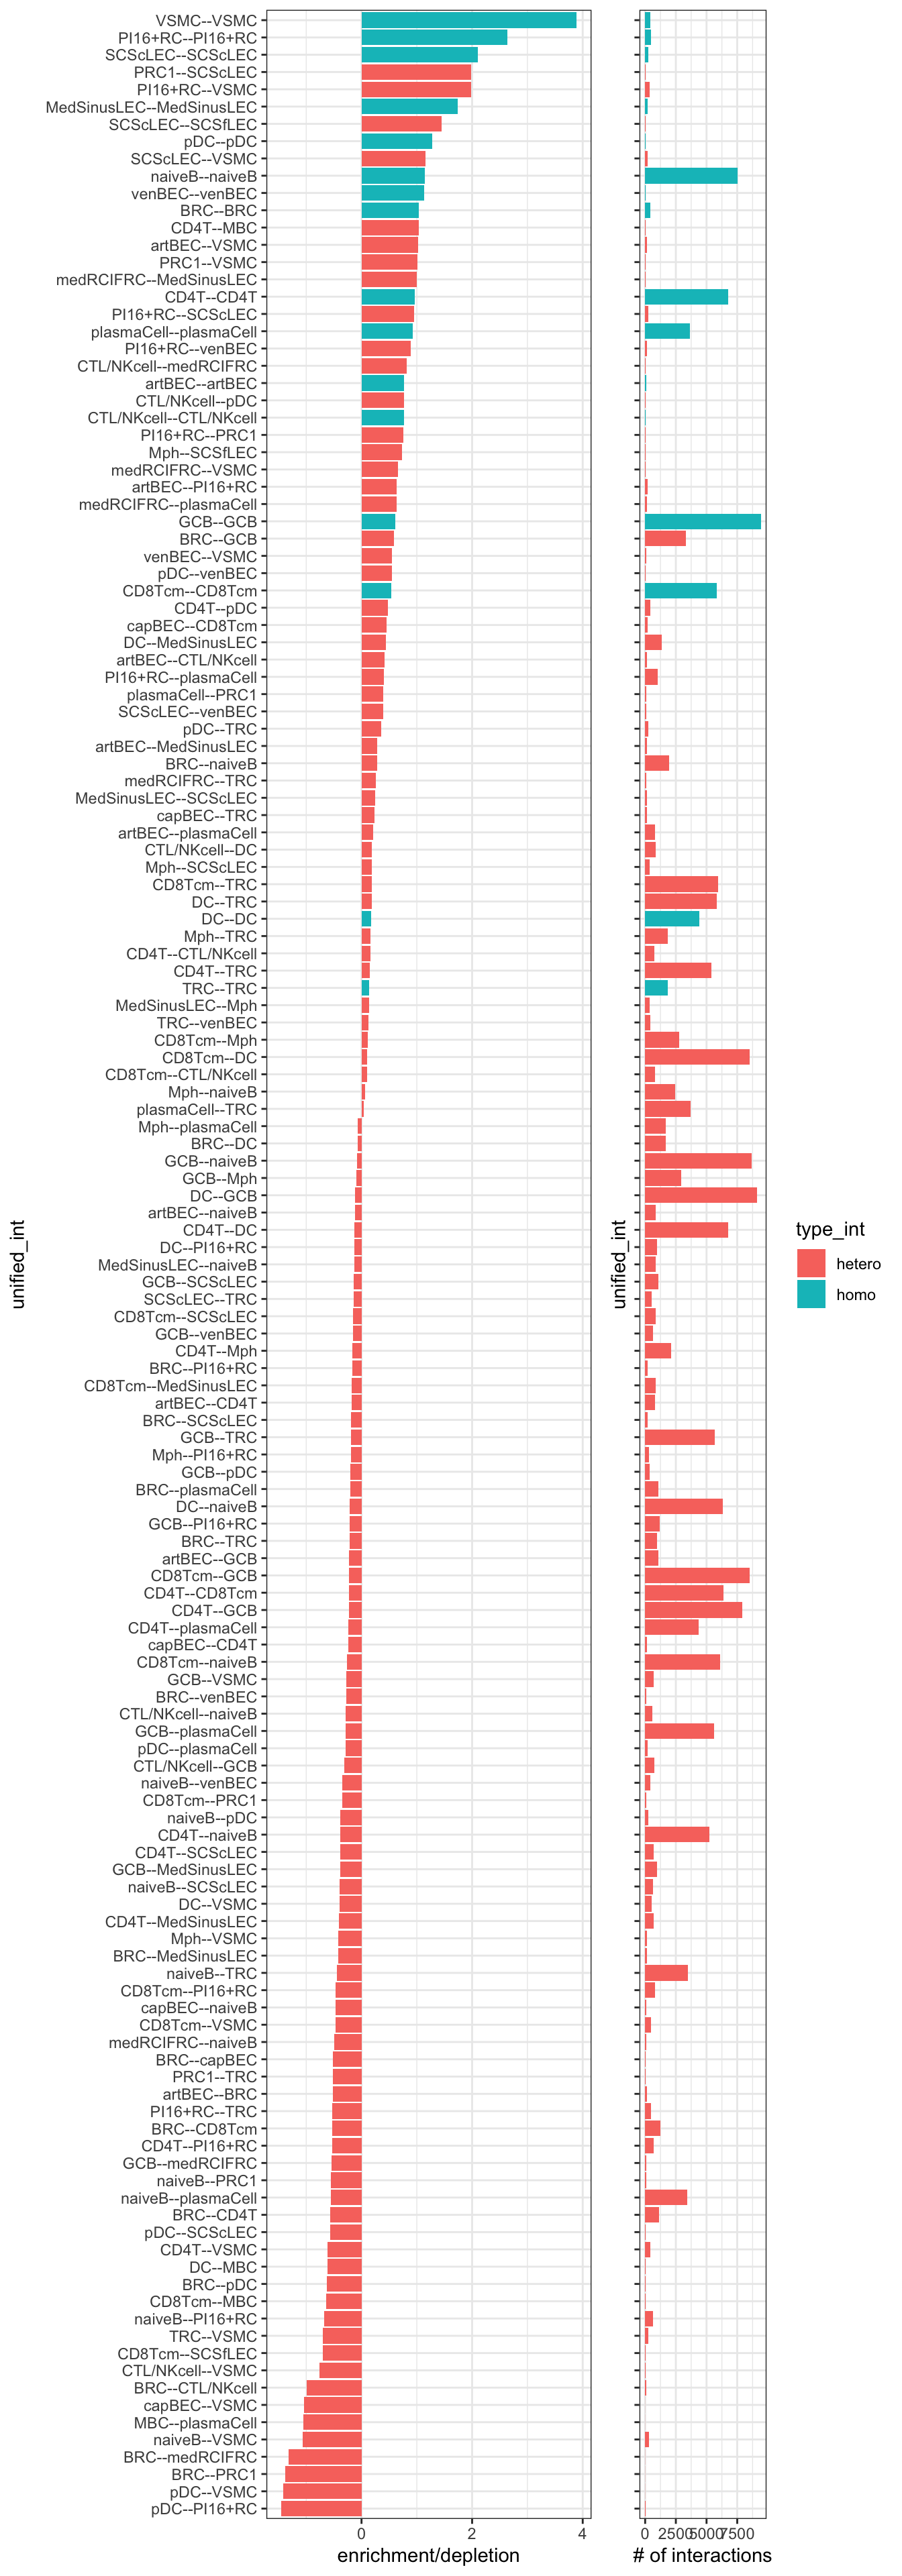 VSMC--VSMC
PI16+RC--PI16+RC
SCScLEC--SCScLEC
PRC1--SCScLEC
PI16+RC--VSMC
MedSinusLEC--MedSinusLEC
SCScLEC--SCSfLEC
pDC--pDC
SCScLEC--VSMC
naiveB--naiveB
venBEC--venBEC
BRC--BRC
CD4T--MBC
artBEC--VSMC
PRC1--VSMC
medRCIFRC--MedSinusLEC
CD4T--CD4T
PI16+RC--SCScLEC
plasmaCell--plasmaCell
PI16+RC--venBEC
CTL/NKcell--medRCIFRC
artBEC--artBEC
CTL/NKcell--pDC
CTL/NKcell--CTL/NKcell
PI16+RC--PRC1
Mph--SCSfLEC
medRCIFRC--VSMC
artBEC--PI16+RC
medRCIFRC--plasmaCell
GCB--GCB
BRC--GCB
venBEC--VSMC
pDC--venBEC
CD8Tcm--CD8Tcm
CD4T--pDC
capBEC--CD8Tcm
DC--MedSinusLEC
artBEC--CTL/NKcell
PI16+RC--plasmaCell
plasmaCell--PRC1
SCScLEC--venBEC
pDC--TRC
artBEC--MedSinusLEC
BRC--naiveB
medRCIFRC--TRC
MedSinusLEC--SCScLEC
capBEC--TRC
artBEC--plasmaCell
CTL/NKcell--DC
Mph--SCScLEC
CD8Tcm--TRC
DC--TRC
DC--DC
Mph--TRC
CD4T--CTL/NKcell
CD4T--TRC
TRC--TRC
MedSinusLEC--Mph
TRC--venBEC
CD8Tcm--Mph
CD8Tcm--DC
CD8Tcm--CTL/NKcell
Mph--naiveB
plasmaCell--TRC
Mph--plasmaCell
BRC--DC
GCB--naiveB
GCB--Mph
DC--GCB
artBEC--naiveB
CD4T--DC
DC--PI16+RC
MedSinusLEC--naiveB
GCB--SCScLEC
SCScLEC--TRC
CD8Tcm--SCScLEC
GCB--venBEC
CD4T--Mph
BRC--PI16+RC
CD8Tcm--MedSinusLEC
artBEC--CD4T
BRC--SCScLEC
GCB--TRC
Mph--PI16+RC
GCB--pDC
BRC--plasmaCell
DC--naiveB
GCB--PI16+RC
BRC--TRC
artBEC--GCB
CD8Tcm--GCB
CD4T--CD8Tcm
CD4T--GCB
CD4T--plasmaCell
capBEC--CD4T
CD8Tcm--naiveB
GCB--VSMC
BRC--venBEC
CTL/NKcell--naiveB
GCB--plasmaCell
pDC--plasmaCell
CTL/NKcell--GCB
naiveB--venBEC
CD8Tcm--PRC1
naiveB--pDC
CD4T--naiveB
CD4T--SCScLEC
GCB--MedSinusLEC
naiveB--SCScLEC
DC--VSMC
CD4T--MedSinusLEC
Mph--VSMC
BRC--MedSinusLEC
naiveB--TRC
CD8Tcm--PI16+RC
capBEC--naiveB
CD8Tcm--VSMC
medRCIFRC--naiveB
BRC--capBEC
PRC1--TRC
artBEC--BRC
PI16+RC--TRC
BRC--CD8Tcm
CD4T--PI16+RC
GCB--medRCIFRC
naiveB--PRC1
naiveB--plasmaCell
BRC--CD4T
pDC--SCScLEC
CD4T--VSMC
DC--MBC
BRC--pDC
CD8Tcm--MBC
naiveB--PI16+RC
TRC--VSMC
CD8Tcm--SCSfLEC
CTL/NKcell--VSMC
BRC--CTL/NKcell
capBEC--VSMC
MBC--plasmaCell
naiveB--VSMC
BRC--medRCIFRC
BRC--PRC1
pDC--VSMC
pDC--PI16+RC
0 2 4
enrichment/depletion
unified_int
0 2500 5000 7500
# of interactions
unified_int
type_int
hetero
homo